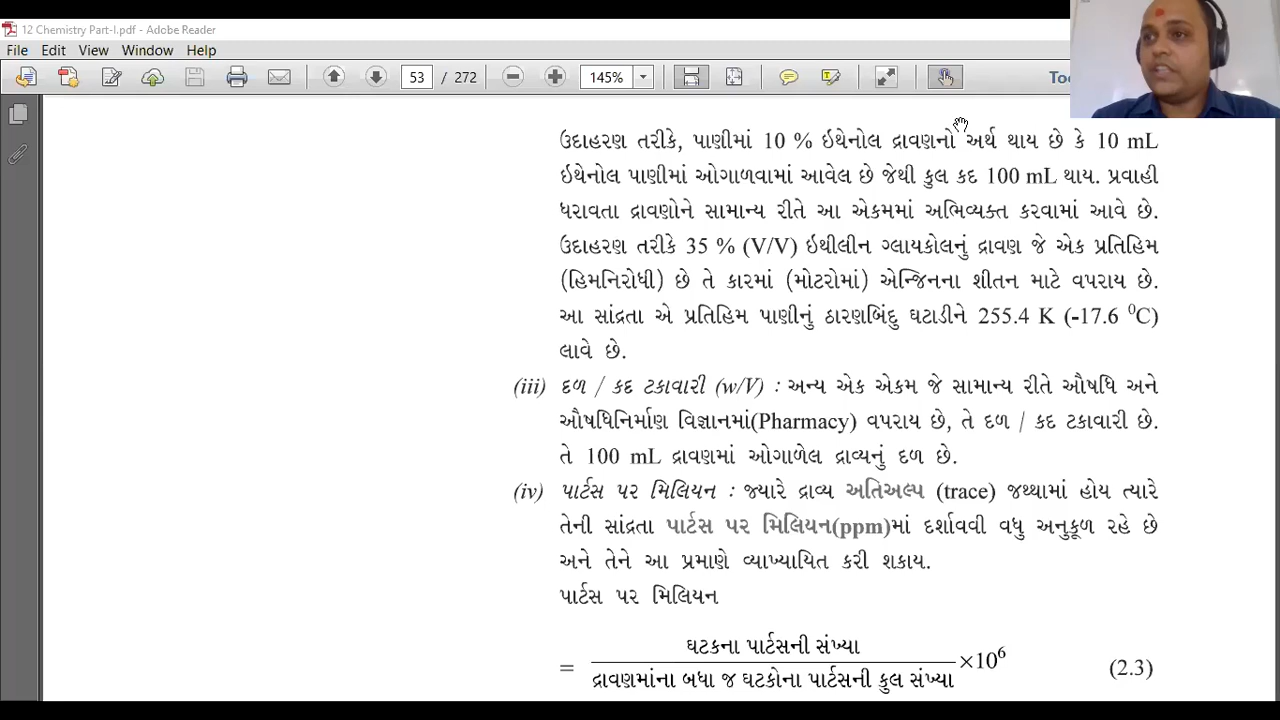 12 Chemistry Part-I.pdf - Adobe Reader
File Edit View Window Help
53 / 272 145%
ઉદાહરણ તરીકે, પાણીમાં 10 % ઇથેનોલ દ્રાવણનો અર્થ થાય છે કે 10 mL
ઇથેનોલ પાણીમાં ઓગાળવામાં આવેલ છે જેથી કુલ કદ 100 mL થાય. પ્રવાહી
ધરાવતા દ્રાવણોને સામાન્ય રીતે આ એકમમાં અભિવ્યક્ત કરવામાં આવે છે.
ઉદાહરણ તરીકે 35 % (V/V) ઇથીલીન ગ્લાયકોલનું દ્રાવણ જે એક પ્રતિહિમ
(હિમનિરોધી) છે તે કારમાં (મોટરોમાં) એન્જિનના શીતન માટે વપરાય છે.
આ સાંદ્રતા એ પ્રતિહિમ પાણીનું ઠારણબિંદુ ઘટાડીને 255.4 K (-17.6 ⁰C)
લાવે છે.
(iii) દળ / કદ ટકાવારી (w/V) : અન્ય એક એકમ જે સામાન્ય રીતે ઔષધિ અને
ઔષધિનિર્માણ વિજ્ઞાનમાં(Pharmacy) વપરાય છે, તે દળ / કદ ટકાવારી છે.
તે 100 mL દ્રાવણમાં ઓગાળેલ દ્રાવ્યનું દળ છે.
(iv) પાર્ટસ પર મિલિયન : જ્યારે દ્રાવ્ય અતિઅલ્પ (trace) જથ્થામાં હોય ત્યારે
તેની સાંદ્રતા પાર્ટસ પર મિલિયન(ppm)માં દર્શાવવી વધુ અનુકૂળ રહે છે
અને તેને આ પ્રમાણે વ્યાખ્યાયિત કરી શકાય.
પાર્ટસ પર મિલિયન
ઘટકના પાર્ટસની સંખ્યા
= ×10⁶ (2.3)
દ્રાવણમાંના બધા જ ઘટકોના પાર્ટસની કુલ સંખ્યા